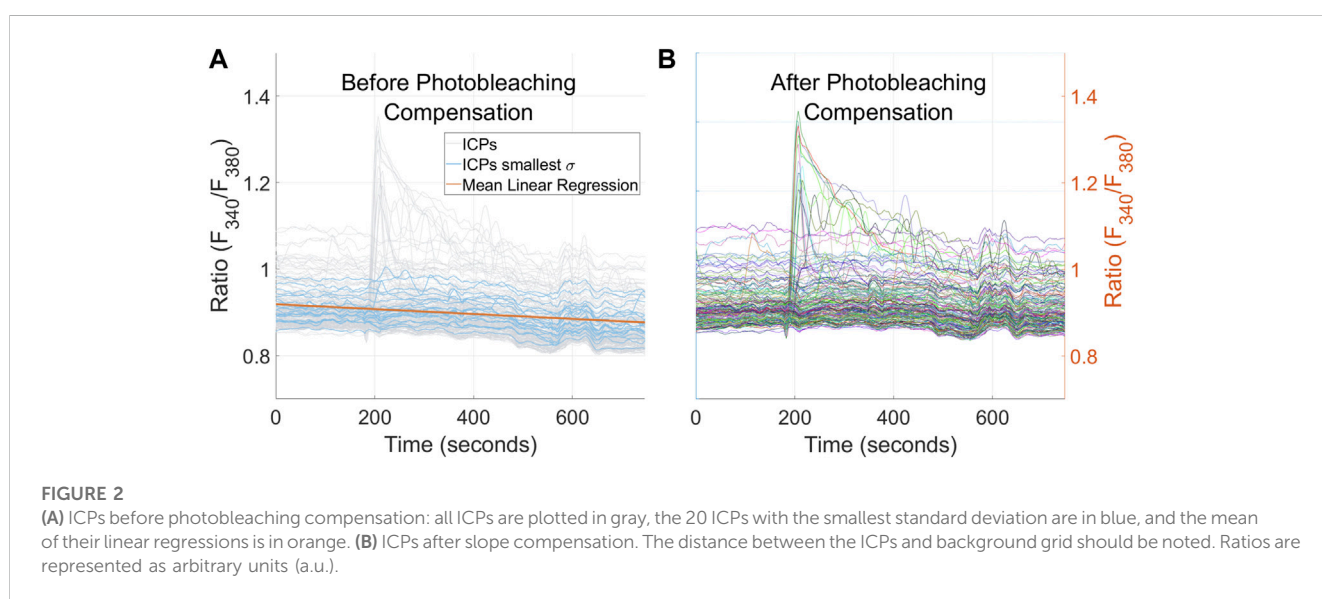 A
Before Photobleaching
Compensation
ICPs
ICPs smallest σ
Mean Linear Regression
Ratio (F340/F380)
1.4
1.2
1
0.8
0
200
400
600
Time (seconds)
B
After Photobleaching
Compensation
1.4
1.2
1
0.8
Ratio (F340/F380)
0
200
400
600
Time (seconds)
FIGURE 2
(A) ICPs before photobleaching compensation: all ICPs are plotted in gray, the 20 ICPs with the smallest standard deviation are in blue, and the mean
of their linear regressions is in orange. (B) ICPs after slope compensation. The distance between the ICPs and background grid should be noted. Ratios are
represented as arbitrary units (a.u.).